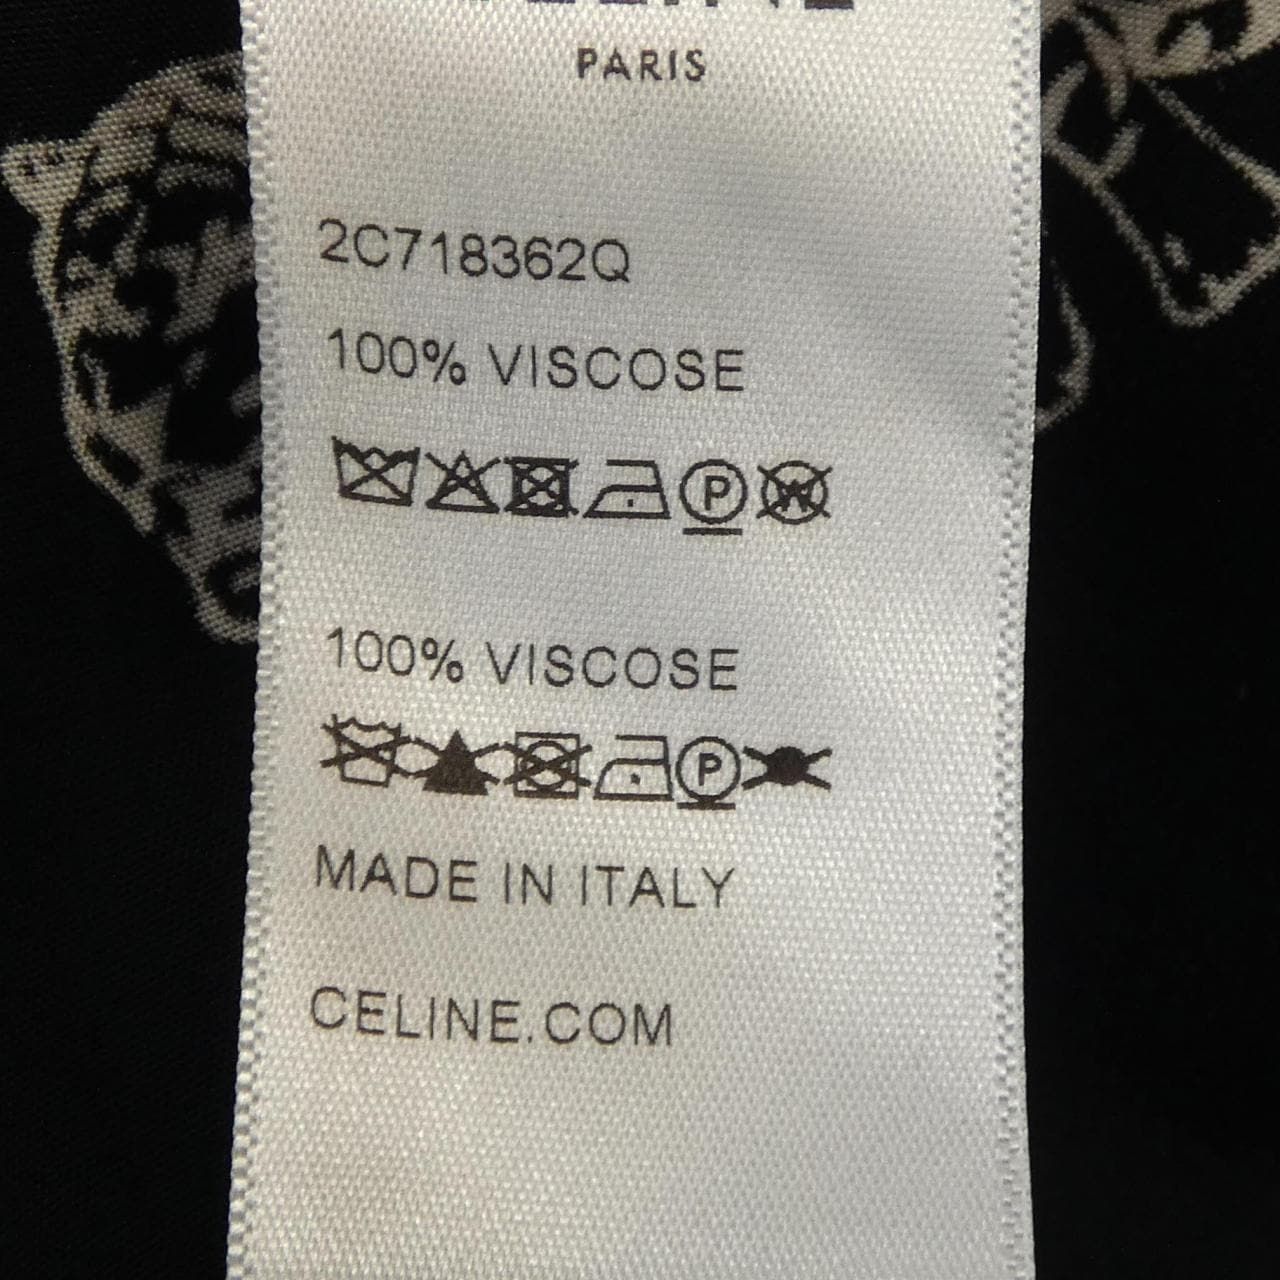 PARIS
2C718362Q
100% VISCOSE
P W
100% VISCOSE
P
MADE IN ITALY
CELINE.COM